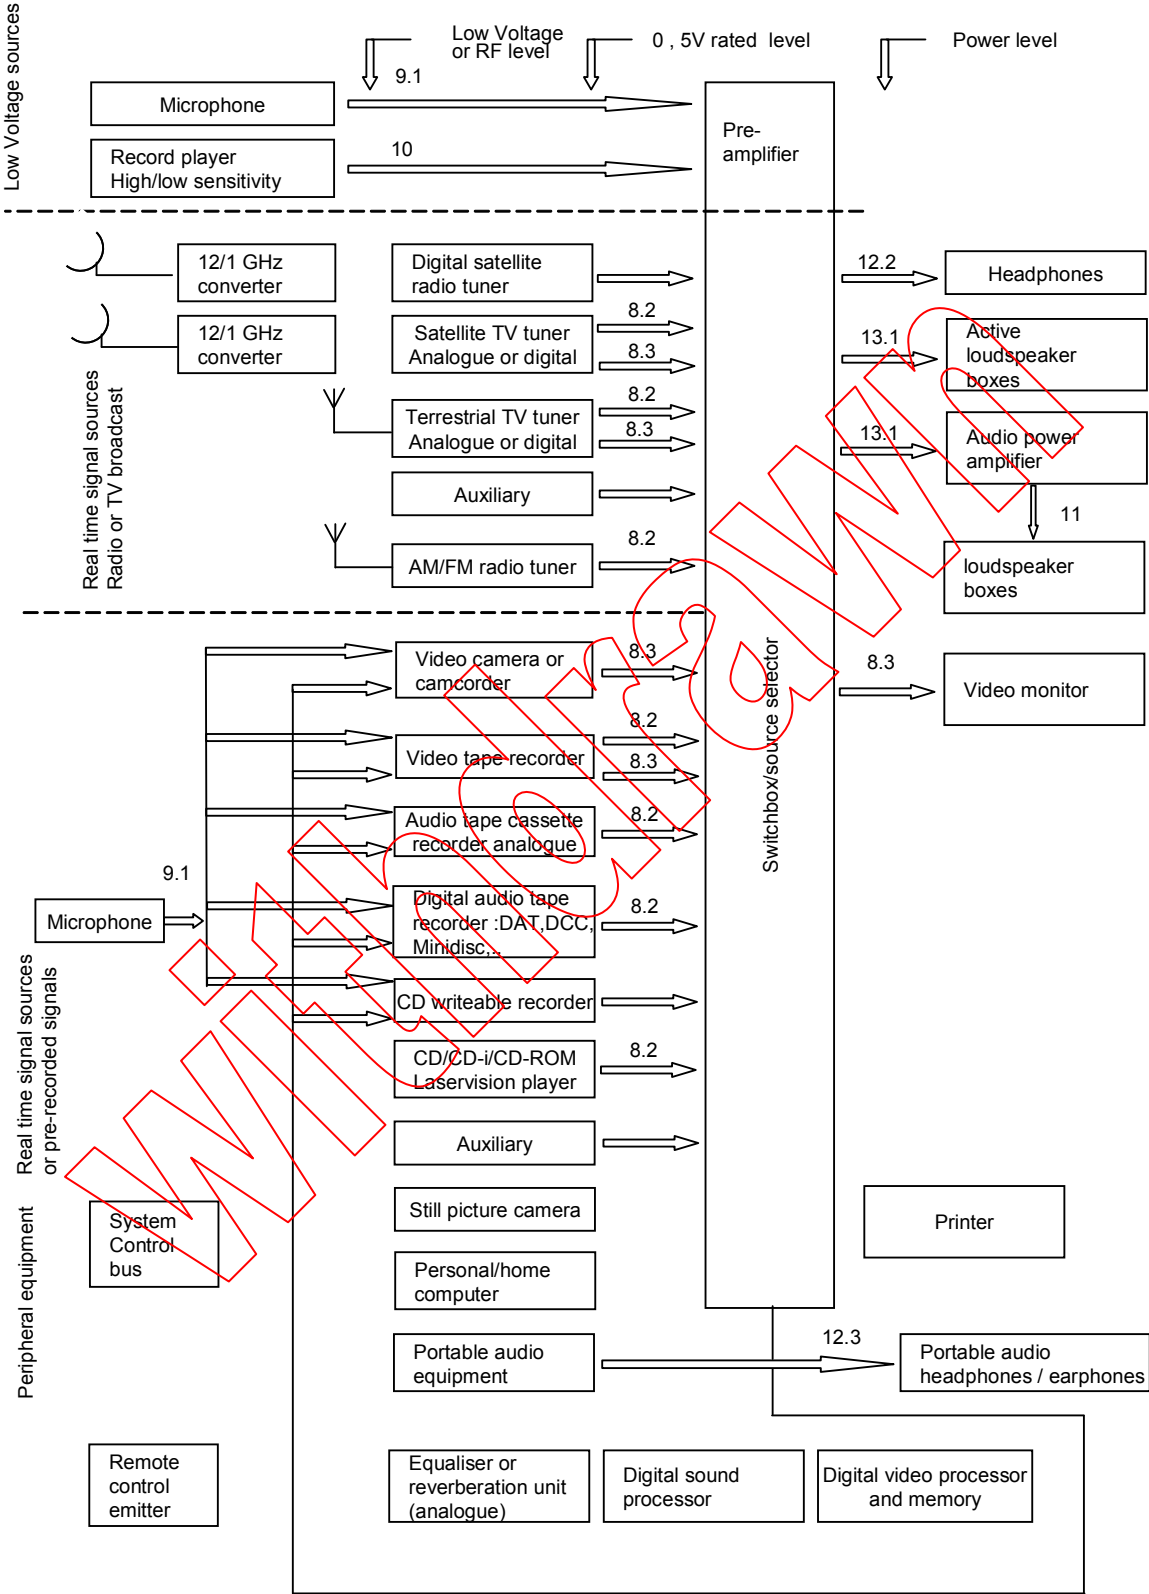 Low Voltage sources
Low Voltage
or RF level
0 , 5V rated level
Power level
9.1
Microphone
10
Record player
High/low sensitivity
Pre-
amplifier
Real time signal sources
Radio or TV broadcast
12/1 GHz
converter
Digital satellite
radio tuner
12.2
Headphones
12/1 GHz
converter
Satellite TV tuner
Analogue or digital
8.2
8.3
13.1
Active
loudspeaker
boxes
Terrestrial TV tuner
Analogue or digital
8.2
8.3
13.1
Audio power
amplifier
Auxiliary
11
AM/FM radio tuner
8.2
loudspeaker
boxes
Switchbox/source selector
Video camera or
camcorder
8.3
8.3
Video monitor
Video tape recorder
8.2
8.3
Audio tape cassette
recorder analogue
8.2
9.1
Microphone
Digital audio tape
recorder :DAT,DCC,
Minidisc,..
8.2
Real time signal sources
or pre-recorded signals
CD writeable recorder
CD/CD-i/CD-ROM
Laservision player
8.2
Auxiliary
Peripheral equipment
System
Control
bus
Still picture camera
Printer
Personal/home
computer
Portable audio
equipment
12.3
Portable audio
headphones / earphones
Remote
control
emitter
Equaliser or
reverberation unit
(analogue)
Digital sound
processor
Digital video processor
and memory
Withdrawn